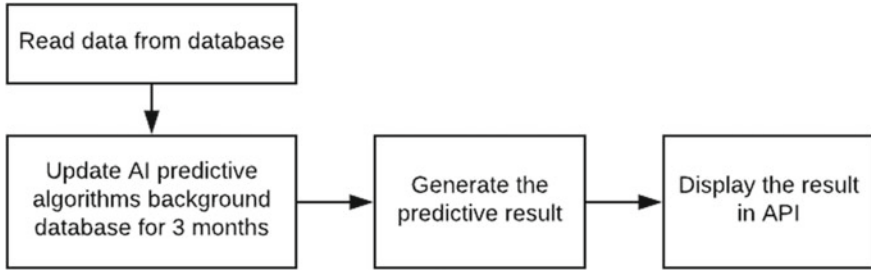 Read data from database
Update AI predictive
algorithms background
database for 3 months
Generate the
predictive result
Display the result
in API